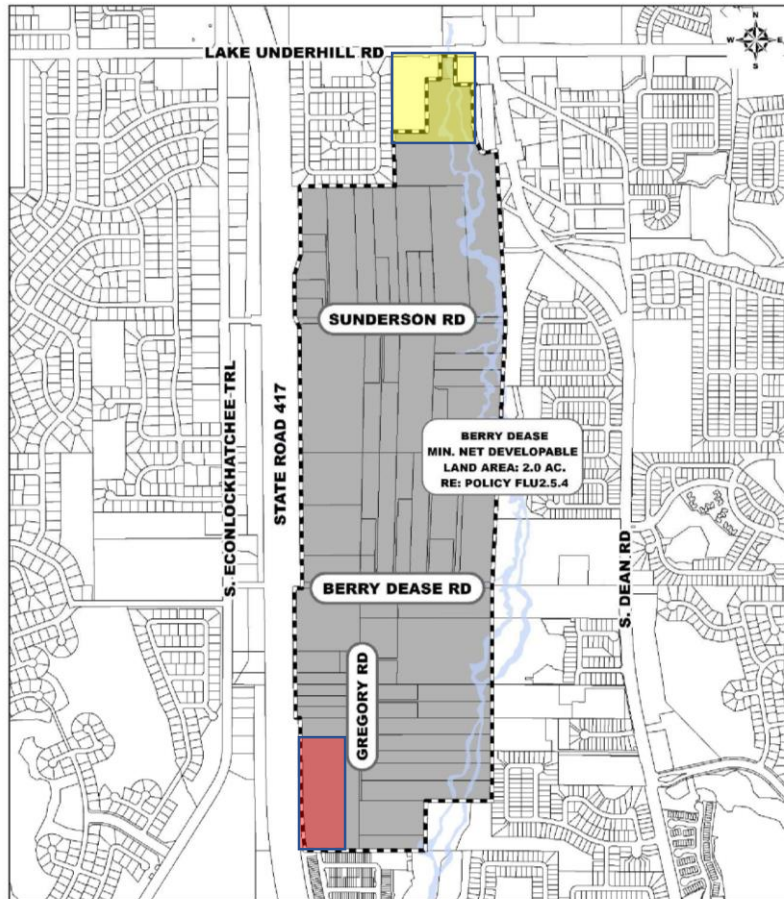 N
LAKE UNDERHILL RD
W E
S
SUNDERSON RD
S. ECONLOCKHATCHEE-TRL
STATE ROAD 417
BERRY DEASE
MIN. NET DEVELOPABLE
LAND AREA: 2.0 AC.
RE: POLICY FLU2.5.4
S. DEAN RD
BERRY DEASE RD
GREGORY RD